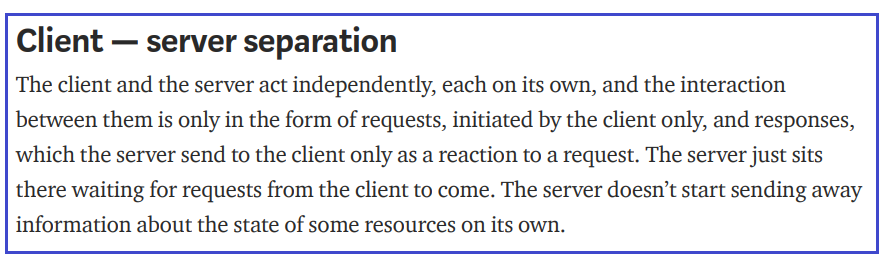 Client — server separation
The client and the server act independently, each on its own, and the interaction
between them is only in the form of requests, initiated by the client only, and responses,
which the server send to the client only as a reaction to a request. The server just sits
there waiting for requests from the client to come. The server doesn’t start sending away
information about the state of some resources on its own.